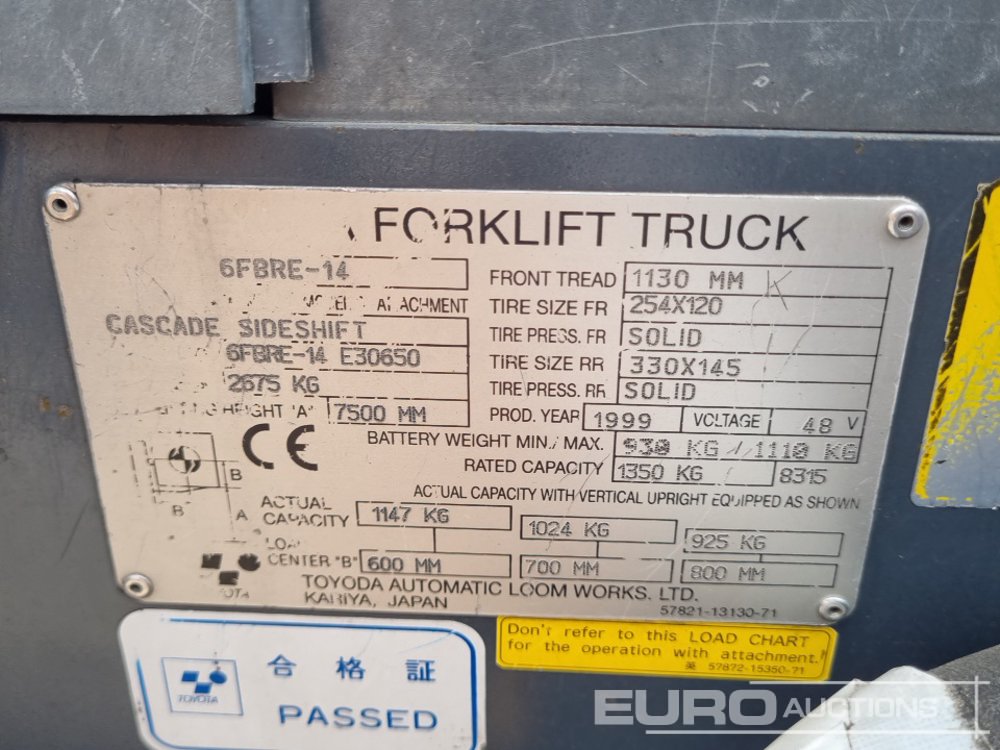 FORKLIFT TRUCK
6FBRE-14
FRONT TREAD 1130 MM K
ATTACHMENT TIRE SIZE FR 254X120
CASCADE SIDESHIFT
TIRE PRESS. FR SOLID
6FBRE-14 E30650
TIRE SIZE RR 330X145
2675 KG
TIRE PRESS. RR SOLID
HEIGHT "A" 7500 MM PROD. YEAR 1999 VOLTAGE 48 V
CE
BATTERY WEIGHT MIN. / MAX. 930 KG / 1110 KG
RATED CAPACITY 1350 KG 8315
B
B
A
ACTUAL CAPACITY WITH VERTICAL UPRIGHT EQUIPPED AS SHOWN
ACTUAL CAPACITY 1147 KG 1024 KG 925 KG
CENTER "B" 600 MM 700 MM 800 MM
TOYODA AUTOMATIC LOOM WORKS, LTD.
KARIYA, JAPAN
57821-13130-71
合格証
TOYOTA
PASSED
Don't refer to this LOAD CHART
for the operation with attachment.
英 57872-15350-71
EURO AUCTIONS